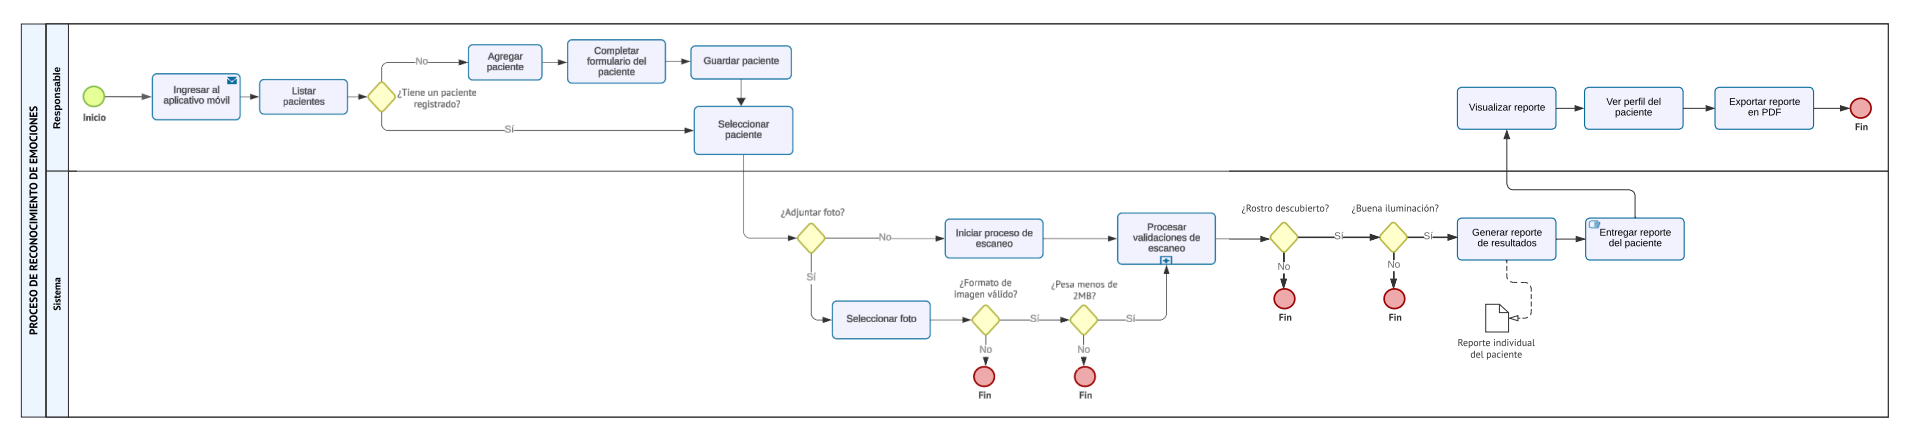 PROCESO DE RECONOCIMIENTO DE EMOCIONES
Responsable
Inicio
Ingresar al
aplicativo móvil
Listar
pacientes
¿Tiene un paciente
registrado?
No
Sí
Agregar
paciente
Completar
formulario del
paciente
Guardar paciente
Seleccionar
paciente
Visualizar reporte
Ver perfil del
paciente
Exportar reporte
en PDF
Fin
Sistema
¿Adjuntar foto?
No
Sí
Iniciar proceso de
escaneo
Procesar
validaciones de
escaneo
Seleccionar foto
¿Formato de
imagen válido?
Sí
No
Fin
¿Pesa menos de
2MB?
Sí
No
Fin
¿Rostro descubierto?
Sí
No
Fin
¿Buena iluminación?
Sí
No
Fin
Generar reporte
de resultados
Entregar reporte
del paciente
Reporte individual
del paciente